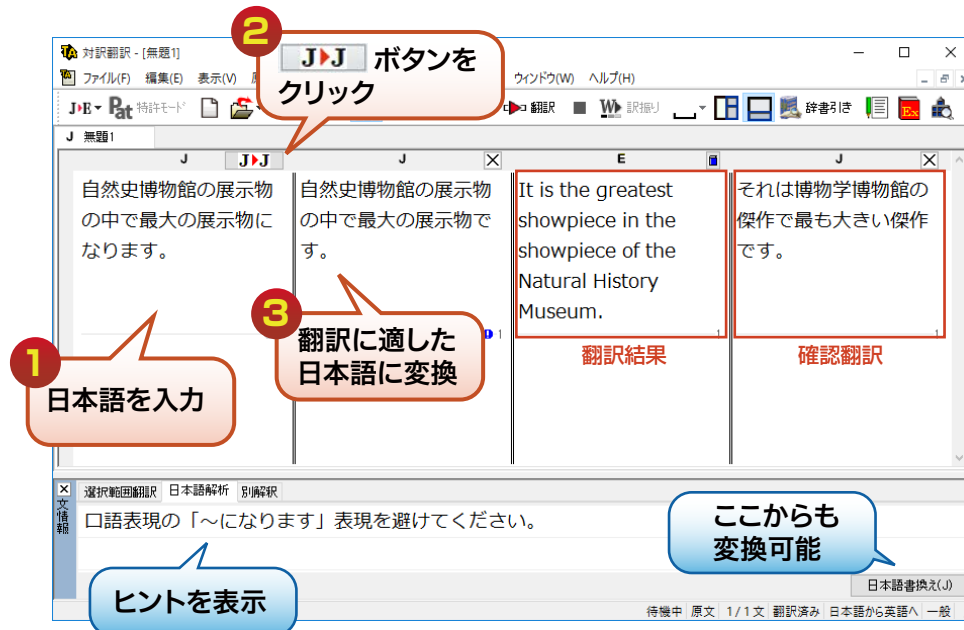 2
J▶J ボタンを
クリック
対訳翻訳 - [無題1]
ファイル(F) 編集(E) 表示(V) ウィンドウ(W) ヘルプ(H)
J▶E Pat 特許モード 翻訳 W 訳振り 辞書引き Ex
J 無題1
J J▶J J E J
自然史博物館の展示物
の中で最大の展示物に
なります。
自然史博物館の展示物
の中で最大の展示物で
す。
It is the greatest
showpiece in the
showpiece of the
Natural History
Museum.
1
それは博物学博物館の
傑作で最も大きい傑作
です。
1
1
翻訳結果
確認翻訳
1
日本語を入力
3
翻訳に適した
日本語に変換
文情報
選択範囲翻訳 日本語解析 別解釈
口語表現の「～になります」表現を避けてください。
ヒントを表示
ここからも
変換可能
日本語書換え(J)
待機中 原文 1/1文 翻訳済み 日本語から英語へ 一般